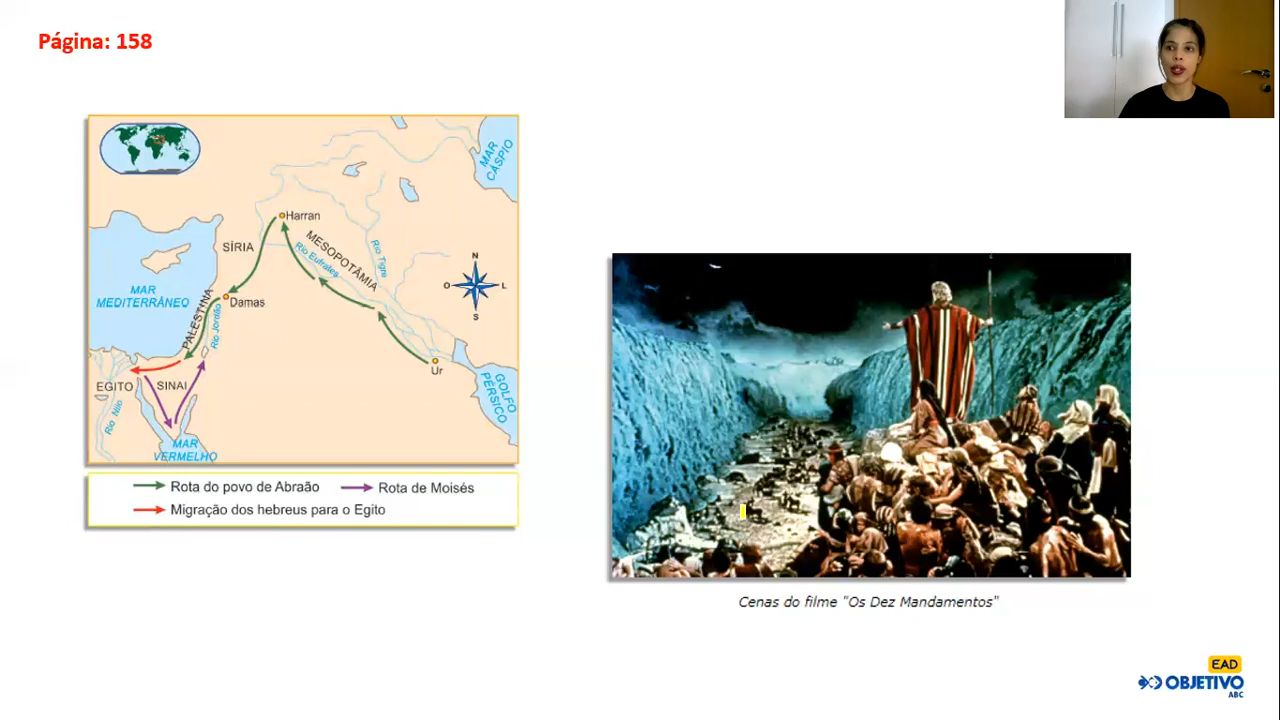 Página: 158
MAR
CÁSPIO
Harran
SÍRIA
MESOPOTÂMIA
Rio Eufrates
Rio Tigre
N
O
L
S
MAR
MEDITERRÂNEO
Damas
PALESTINA
Rio Jordão
Ur
EGITO
SINAI
Rio Nilo
GOLFO
PÉRSICO
MAR
VERMELHO
Rota do povo de Abraão
Rota de Moisés
Migração dos hebreus para o Egito
Cenas do filme "Os Dez Mandamentos"
EAD
OBJETIVO
ABC